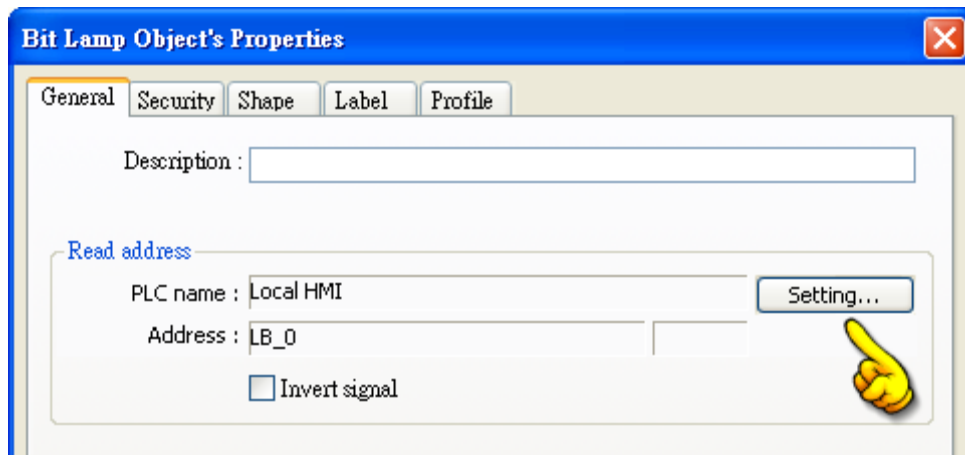 Bit Lamp Object's Properties
General Security Shape Label Profile
Description :
Read address
PLC name : Local HMI Setting...
Address : LB_0
Invert signal